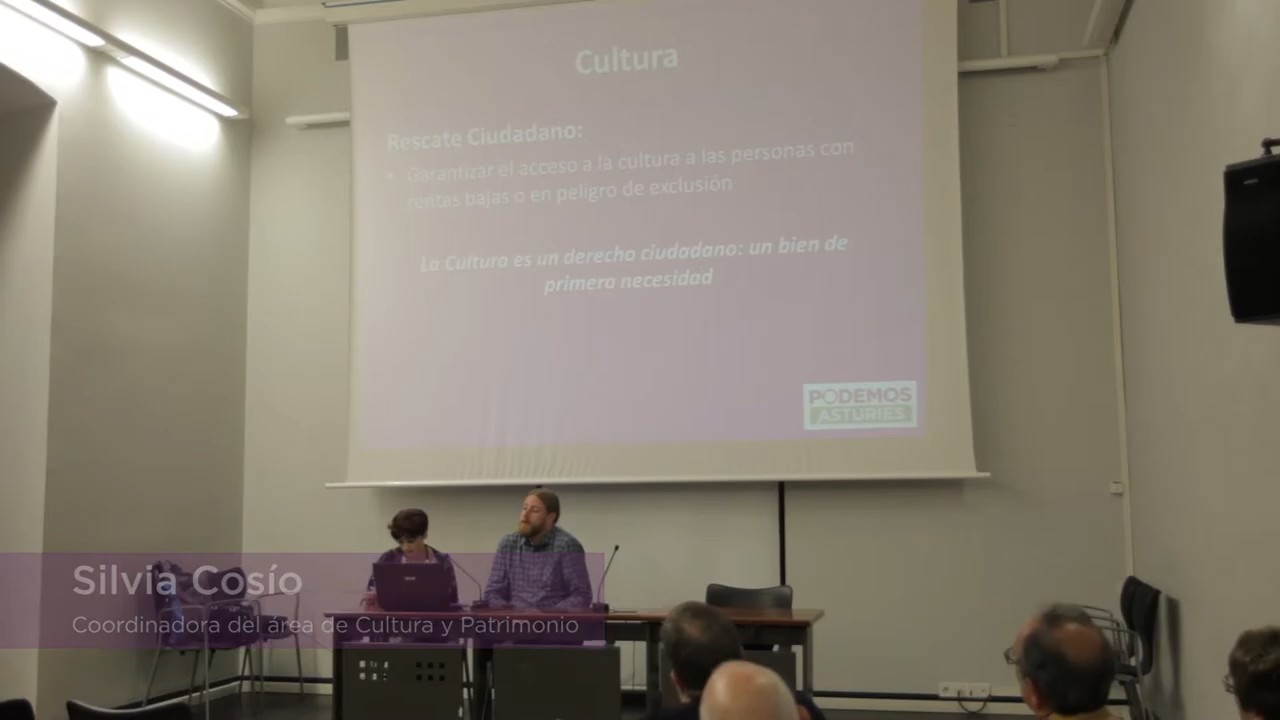 Cultura
Rescate Ciudadano:
• Garantizar el acceso a la cultura a las personas con
rentas bajas o en peligro de exclusión
La Cultura es un derecho ciudadano: un bien de
primera necesidad
PODEMOS
ASTURIES
Silvia Cosío
Coordinadora del área de Cultura y Patrimonio